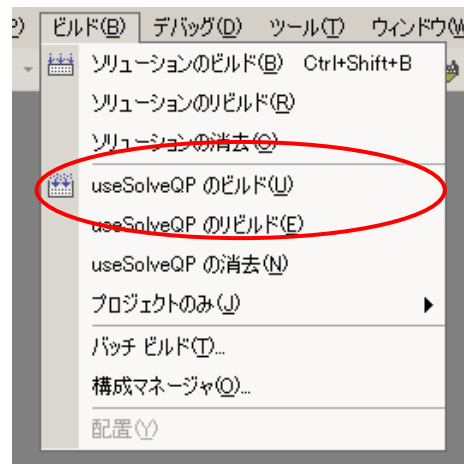 P) ビルド(B) デバッグ(D) ツール(T) ウィンドウ(W
ソリューションのビルド(B) Ctrl+Shift+B
ソリューションのリビルド(R)
ソリューションの消去(C)
useSolveQP のビルド(U)
useSolveQP のリビルド(E)
useSolveQP の消去(N)
プロジェクトのみ(J)
バッチ ビルド(T)...
構成マネージャ(O)...
配置(Y)